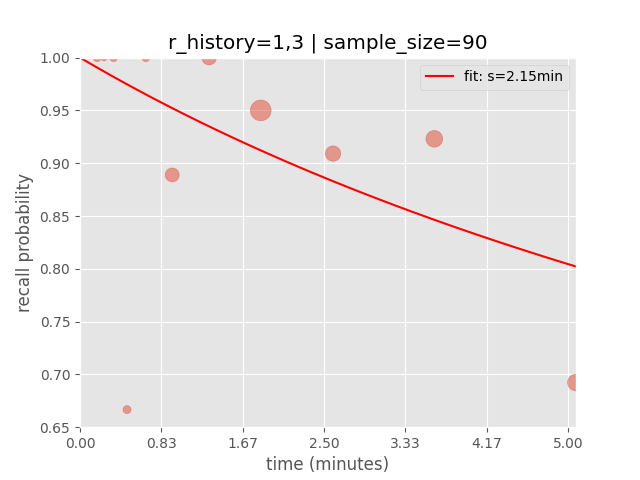 r_history=1,3 | sample_size=90
fit: s=2.15min
1.00
0.95
0.90
0.85
0.80
0.75
0.70
0.65
recall probability
0.00 0.83 1.67 2.50 3.33 4.17 5.00
time (minutes)